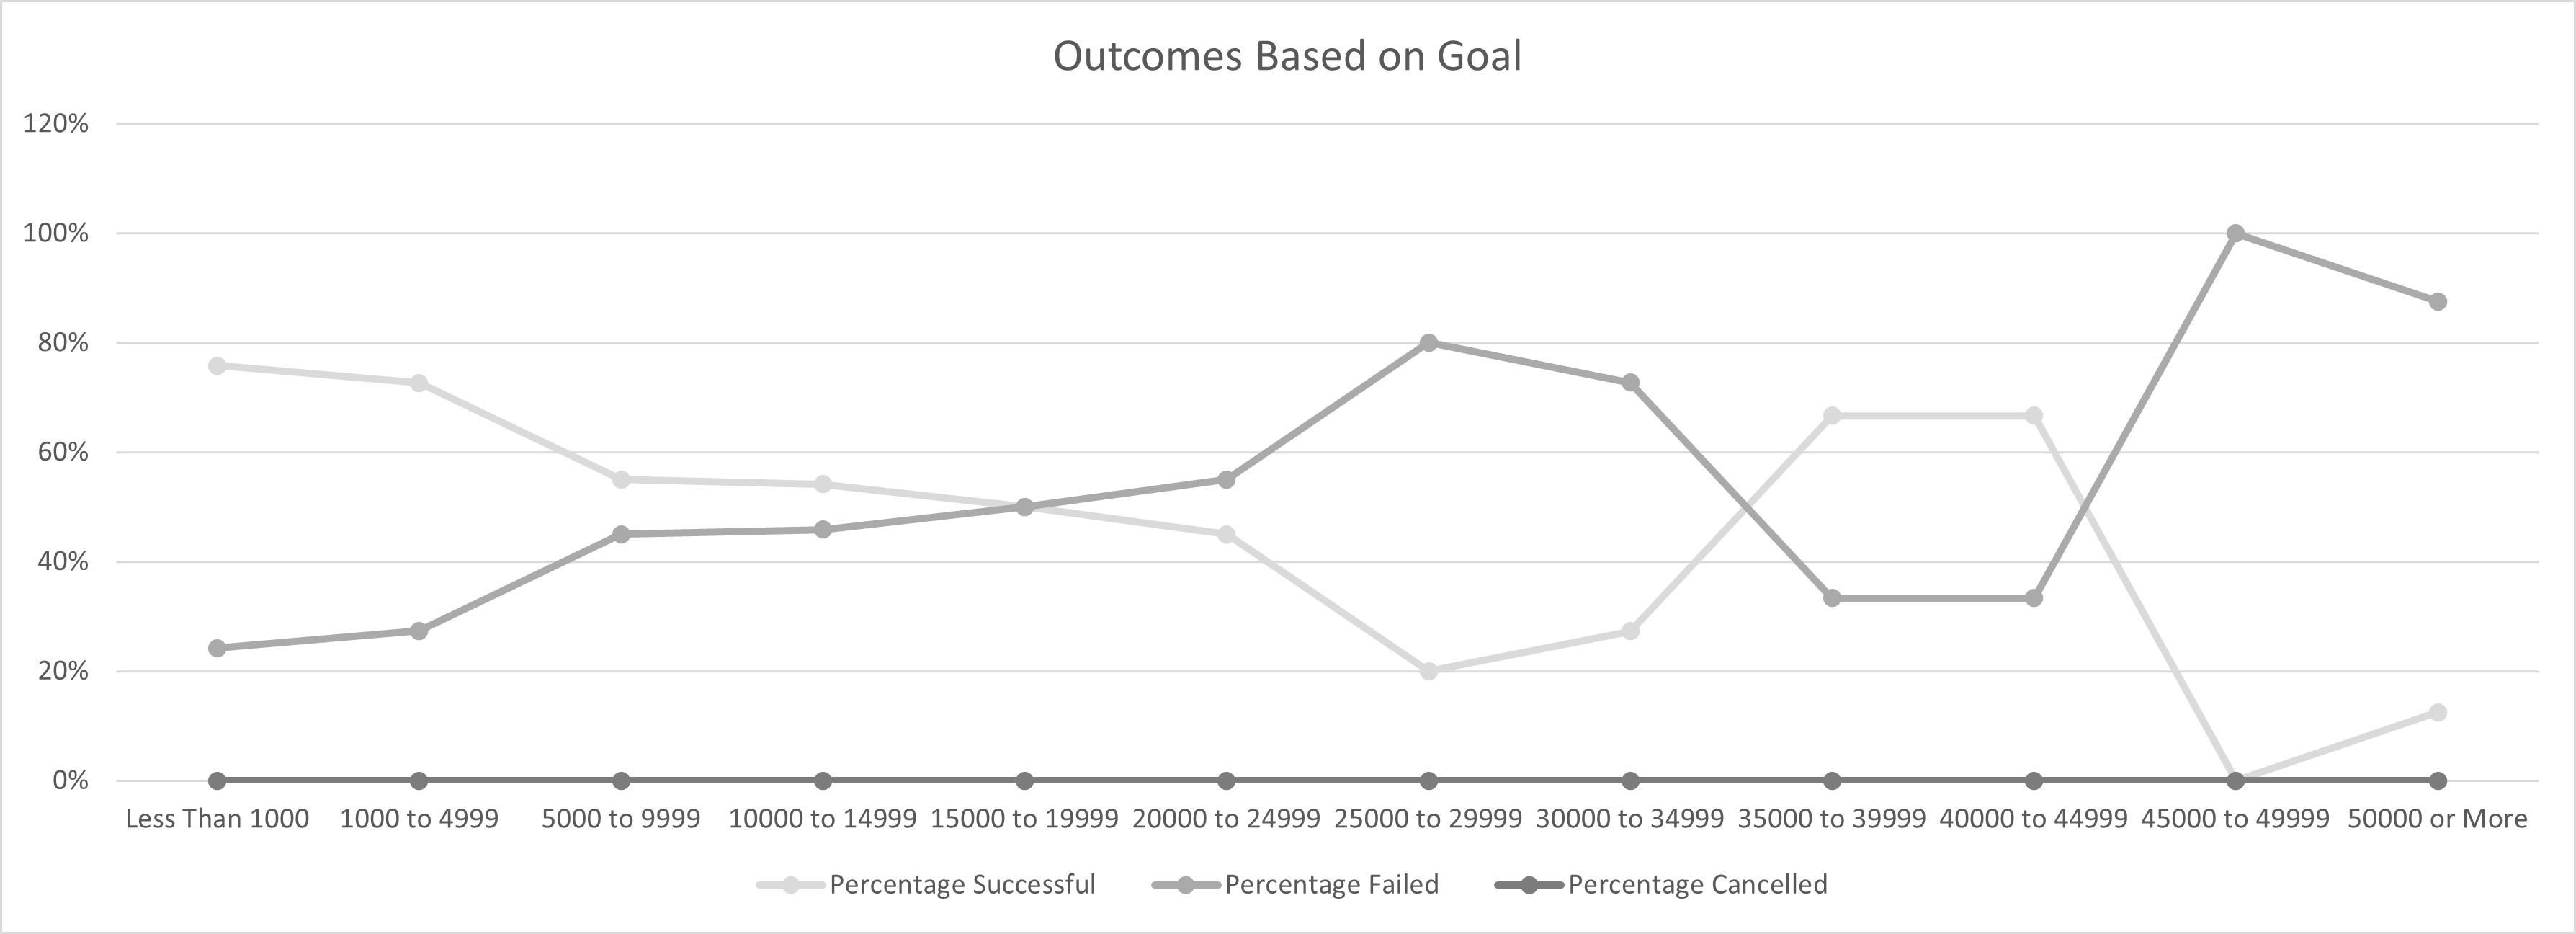 Outcomes Based on Goal
120%
100%
80%
60%
40%
20%
0%
Less Than 1000 1000 to 4999 5000 to 9999 10000 to 14999 15000 to 19999 20000 to 24999 25000 to 29999 30000 to 34999 35000 to 39999 40000 to 44999 45000 to 49999 50000 or More
Percentage Successful Percentage Failed Percentage Cancelled